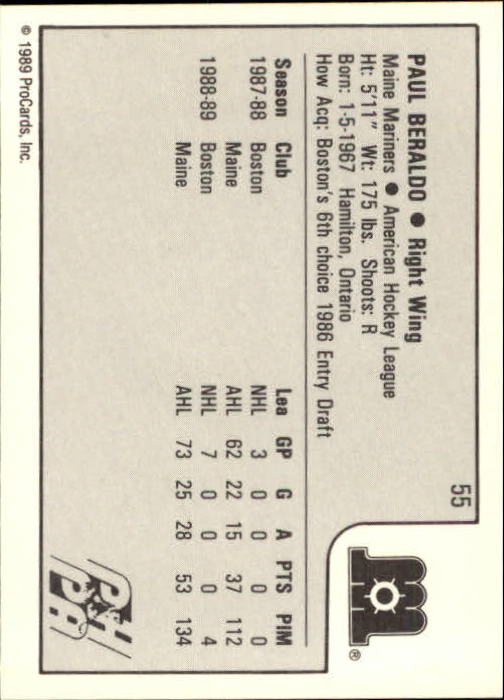 55
PAUL BERALDO ● Right Wing
Maine Mariners ● American Hockey League
Ht: 5'11" Wt: 175 lbs. Shoots: R
Born: 1-5-1967 Hamilton, Ontario
How Acq: Boston's 6th choice 1986 Entry Draft
Season Club Lea GP G A PTS PIM
1987-88 Boston NHL 3 0 0 0 0
Maine AHL 62 22 15 37 112
1988-89 Boston NHL 7 0 0 0 4
Maine AHL 73 25 28 53 134
© 1989 ProCards, Inc.
m ®